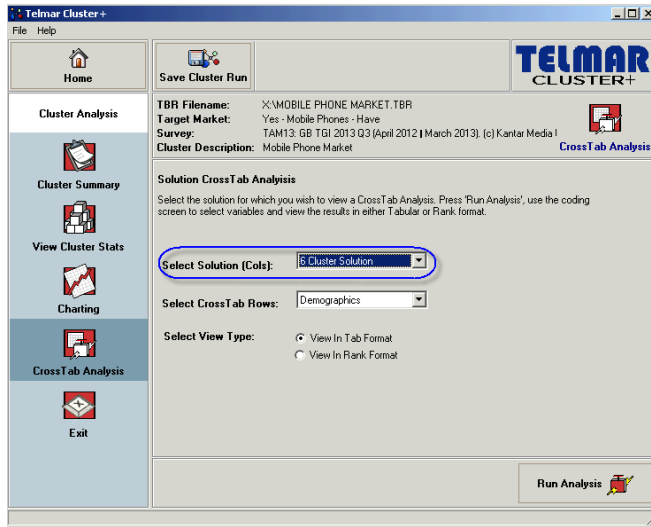 Telmar Cluster+
File Help
Home
Save Cluster Run
TELMAR
CLUSTER+
Cluster Analysis
Cluster Summary
View Cluster Stats
Charting
CrossTab Analysis
Exit
TBR Filename: X:\MOBILE PHONE MARKET.TBR
Target Market: Yes - Mobile Phones - Have
Survey: TAM13: GB TGI 2013 Q3 (April 2012 | March 2013). (c) Kantar Media
Cluster Description: Mobile Phone Market
CrossTab Analysis
Solution CrossTab Analyisis
Select the solution for which you wish to view a CrossTab Analysis. Press 'Run Analysis', use the coding
screen to select variables and view the results in either Tabular or Rank format.
Select Solution (Cols): 6 Cluster Solution
Select CrossTab Rows: Demographics
Select View Type: View In Tab Format
View In Rank Format
Run Analysis